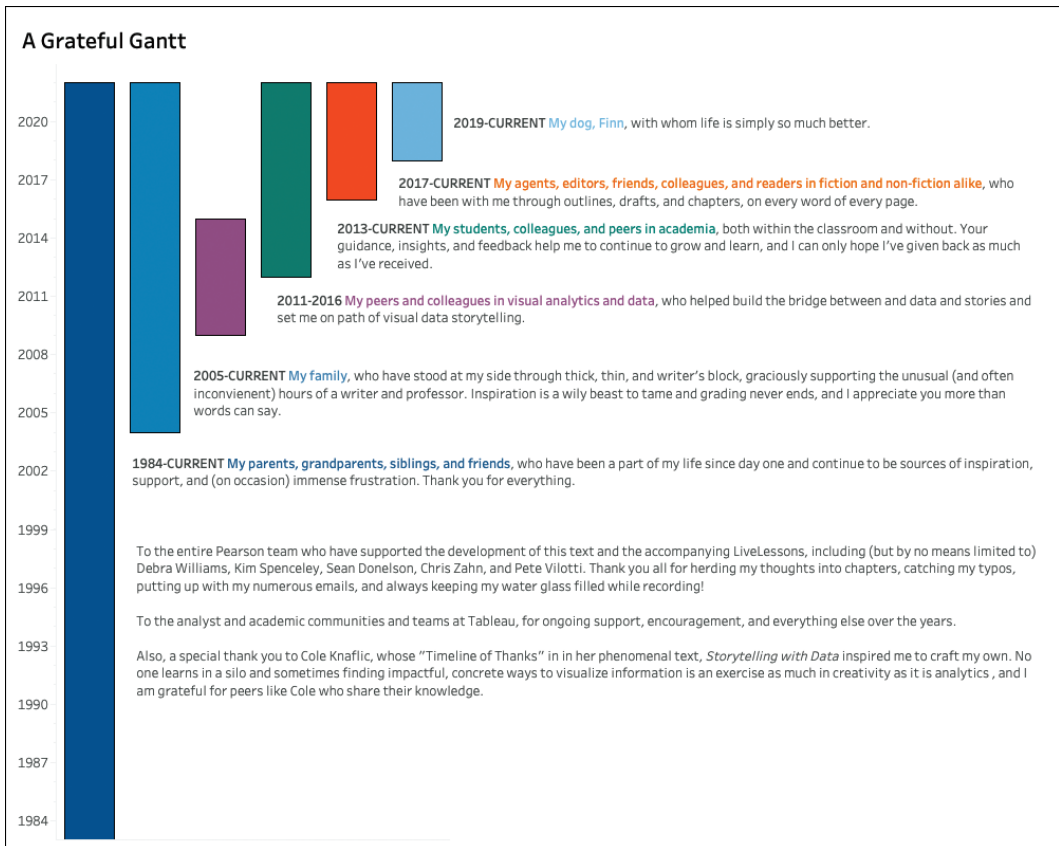 A Grateful Gantt
2020
2017
2014
2011
2008
2005
2002
1999
1996
1993
1990
1987
1984
2019-CURRENT My dog, Finn, with whom life is simply so much better.
2017-CURRENT My agents, editors, friends, colleagues, and readers in fiction and non-fiction alike, who
have been with me through outlines, drafts, and chapters, on every word of every page.
2013-CURRENT My students, colleagues, and peers in academia, both within the classroom and without. Your
guidance, insights, and feedback help me to continue to grow and learn, and I can only hope I've given back as much
as I've received.
2011-2016 My peers and colleagues in visual analytics and data, who helped build the bridge between and data and stories and
set me on path of visual data storytelling.
2005-CURRENT My family, who have stood at my side through thick, thin, and writer's block, graciously supporting the unusual (and often
inconvienent) hours of a writer and professor. Inspiration is a wily beast to tame and grading never ends, and I appreciate you more than
words can say.
1984-CURRENT My parents, grandparents, siblings, and friends, who have been a part of my life since day one and continue to be sources of inspiration,
support, and (on occasion) immense frustration. Thank you for everything.
To the entire Pearson team who have supported the development of this text and the accompanying LiveLessons, including (but by no means limited to)
Debra Williams, Kim Spenceley, Sean Donelson, Chris Zahn, and Pete Vilotti. Thank you all for herding my thoughts into chapters, catching my typos,
putting up with my numerous emails, and always keeping my water glass filled while recording!
To the analyst and academic communities and teams at Tableau, for ongoing support, encouragement, and everything else over the years.
Also, a special thank you to Cole Knaflic, whose "Timeline of Thanks" in in her phenomenal text, Storytelling with Data inspired me to craft my own. No
one learns in a silo and sometimes finding impactful, concrete ways to visualize information is an exercise as much in creativity as it is analytics , and I
am grateful for peers like Cole who share their knowledge.